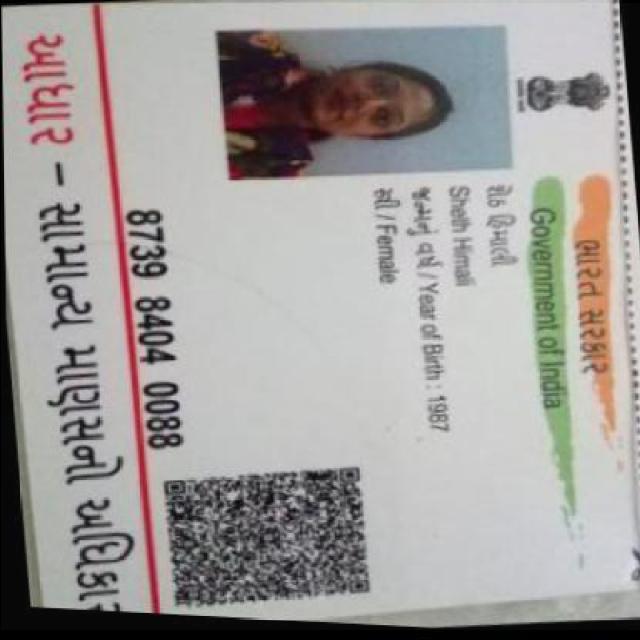 ભારત સરકાર
Government of India
શેઠ હિમાલી
Sheth Himali
જન્મનું વર્ષ / Year of Birth : 1987
સ્ત્રી / Female
8739 8404 0088
આધાર – સામાન્ય માણસનો અધિકાર